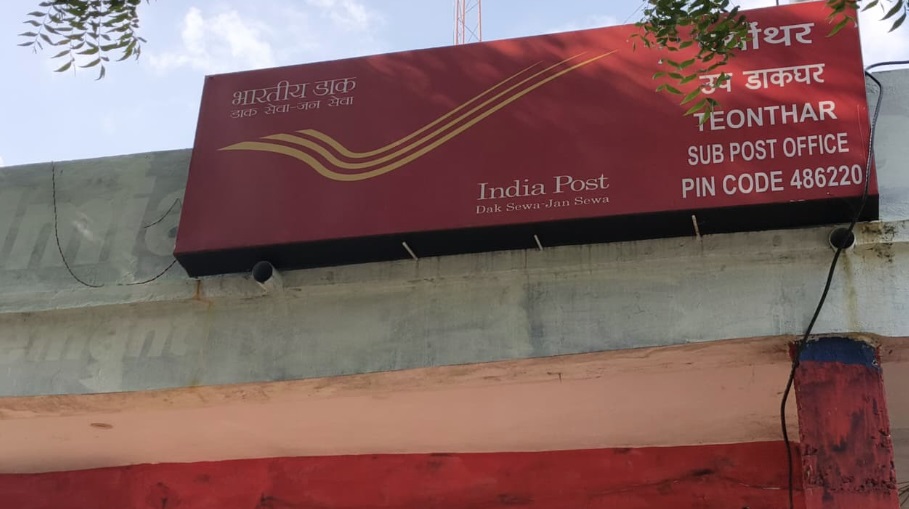 भारतीय डाक
डाक सेवा-जन सेवा
India Post
Dak Sewa-Jan Sewa
उप डाकघर
TEONTHAR
SUB POST OFFICE
PIN CODE 486220